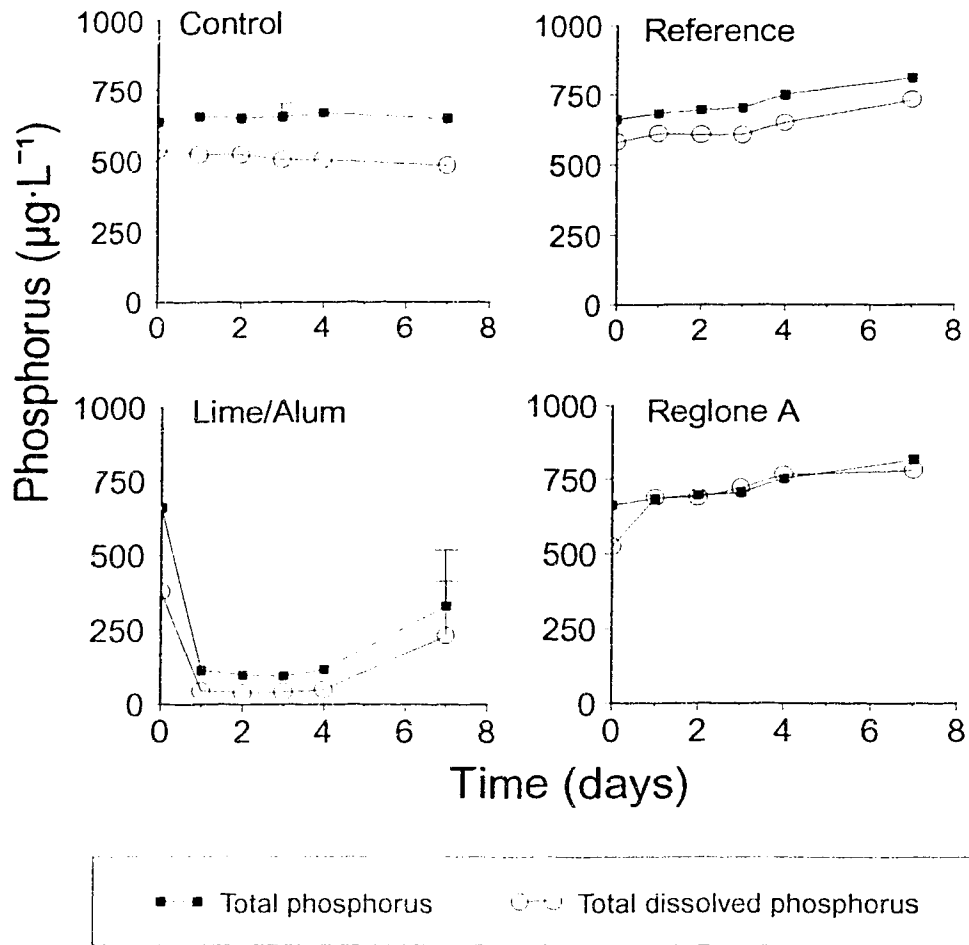 Control
1000
750
500
250
0
0 2 4 6 8
Reference
1000
750
500
250
0
0 2 4 6 8
Phosphorus (µg·L⁻¹)
Lime/Alum
1000
750
500
250
0
0 2 4 6 8
Reglone A
1000
750
500
250
0
0 2 4 6 8
Time (days)
Total phosphorus
Total dissolved phosphorus